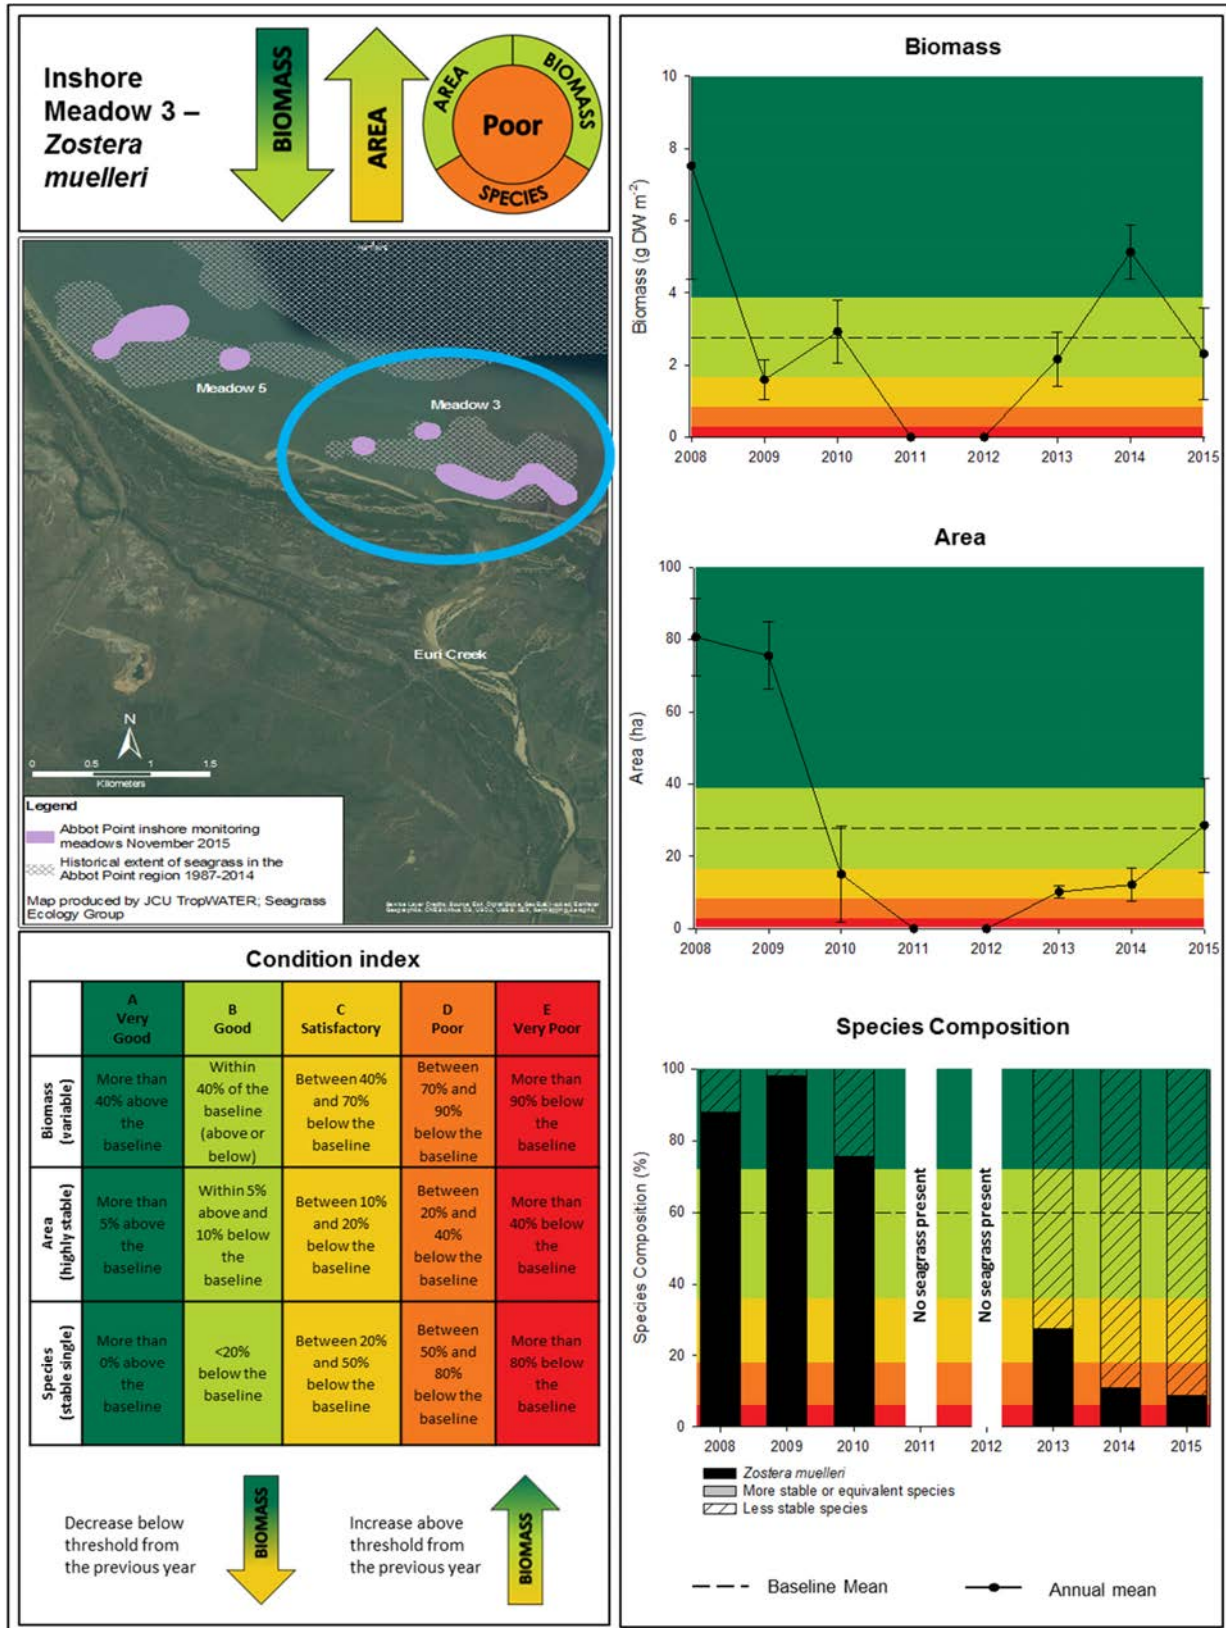 Inshore
Meadow 3 –
Zostera
muelleri
BIOMASS
AREA
AREA
BIOMASS
SPECIES
Poor
Meadow 5
Meadow 3
Euri Creek
N
0 0.5 1 1.5
Kilometers
Legend
Abbot Point inshore monitoring
meadows November 2015
Historical extent of seagrass in the
Abbot Point region 1987-2014
Map produced by JCU TropWATER; Seagrass
Ecology Group
Condition index
A
Very
Good
B
Good
C
Satisfactory
D
Poor
E
Very Poor
Biomass
(variable)
More than
40% above
the
baseline
Within
40% of the
baseline
(above or
below)
Between 40%
and 70%
below the
baseline
Between
70% and
90%
below the
baseline
More than
90% below
the
baseline
Area
(highly stable)
More than
5% above
the
baseline
Within 5%
above and
10% below
the
baseline
Between 10%
and 20%
below the
baseline
Between
20% and
40%
below the
baseline
More than
40% below
the
baseline
Species
(stable single)
More than
0% above
the
baseline
<20%
below the
baseline
Between 20%
and 50%
below the
baseline
Between
50% and
80%
below the
baseline
More than
80% below
the
baseline
Decrease below
threshold from
the previous year
BIOMASS
Increase above
threshold from
the previous year
BIOMASS
Biomass
Biomass (g DW m-2)
10
8
6
4
2
0
2008 2009 2010 2011 2012 2013 2014 2015
Area
Area (ha)
100
80
60
40
20
0
2008 2009 2010 2011 2012 2013 2014 2015
Species Composition
Species Composition (%)
100
80
60
40
20
0
No seagrass present
No seagrass present
2008 2009 2010 2011 2012 2013 2014 2015
Zostera muelleri
More stable or equivalent species
Less stable species
Baseline Mean
Annual mean